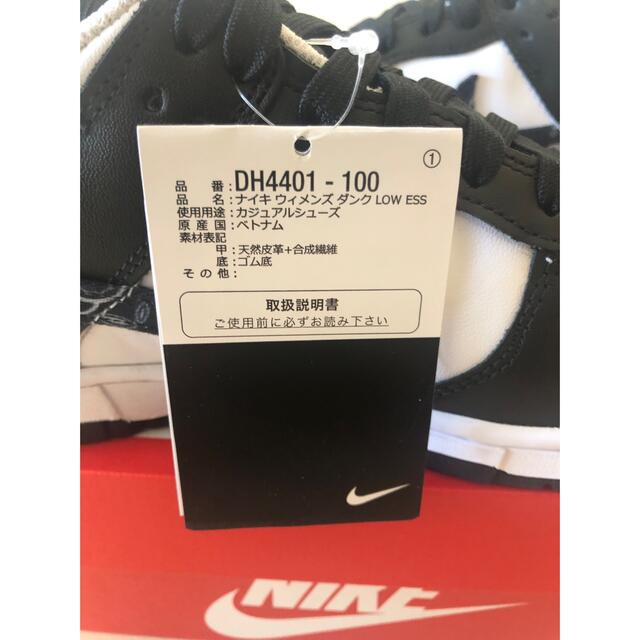 ①
品番:DH4401 - 100
品名:ナイキ ウィメンズ ダンク LOW ESS
使用用途:カジュアルシューズ
原産国:ベトナム
素材表記
甲:天然皮革+合成繊維
底:ゴム底
その他:
取扱説明書
ご使用前に必ずお読み下さい
NIKE